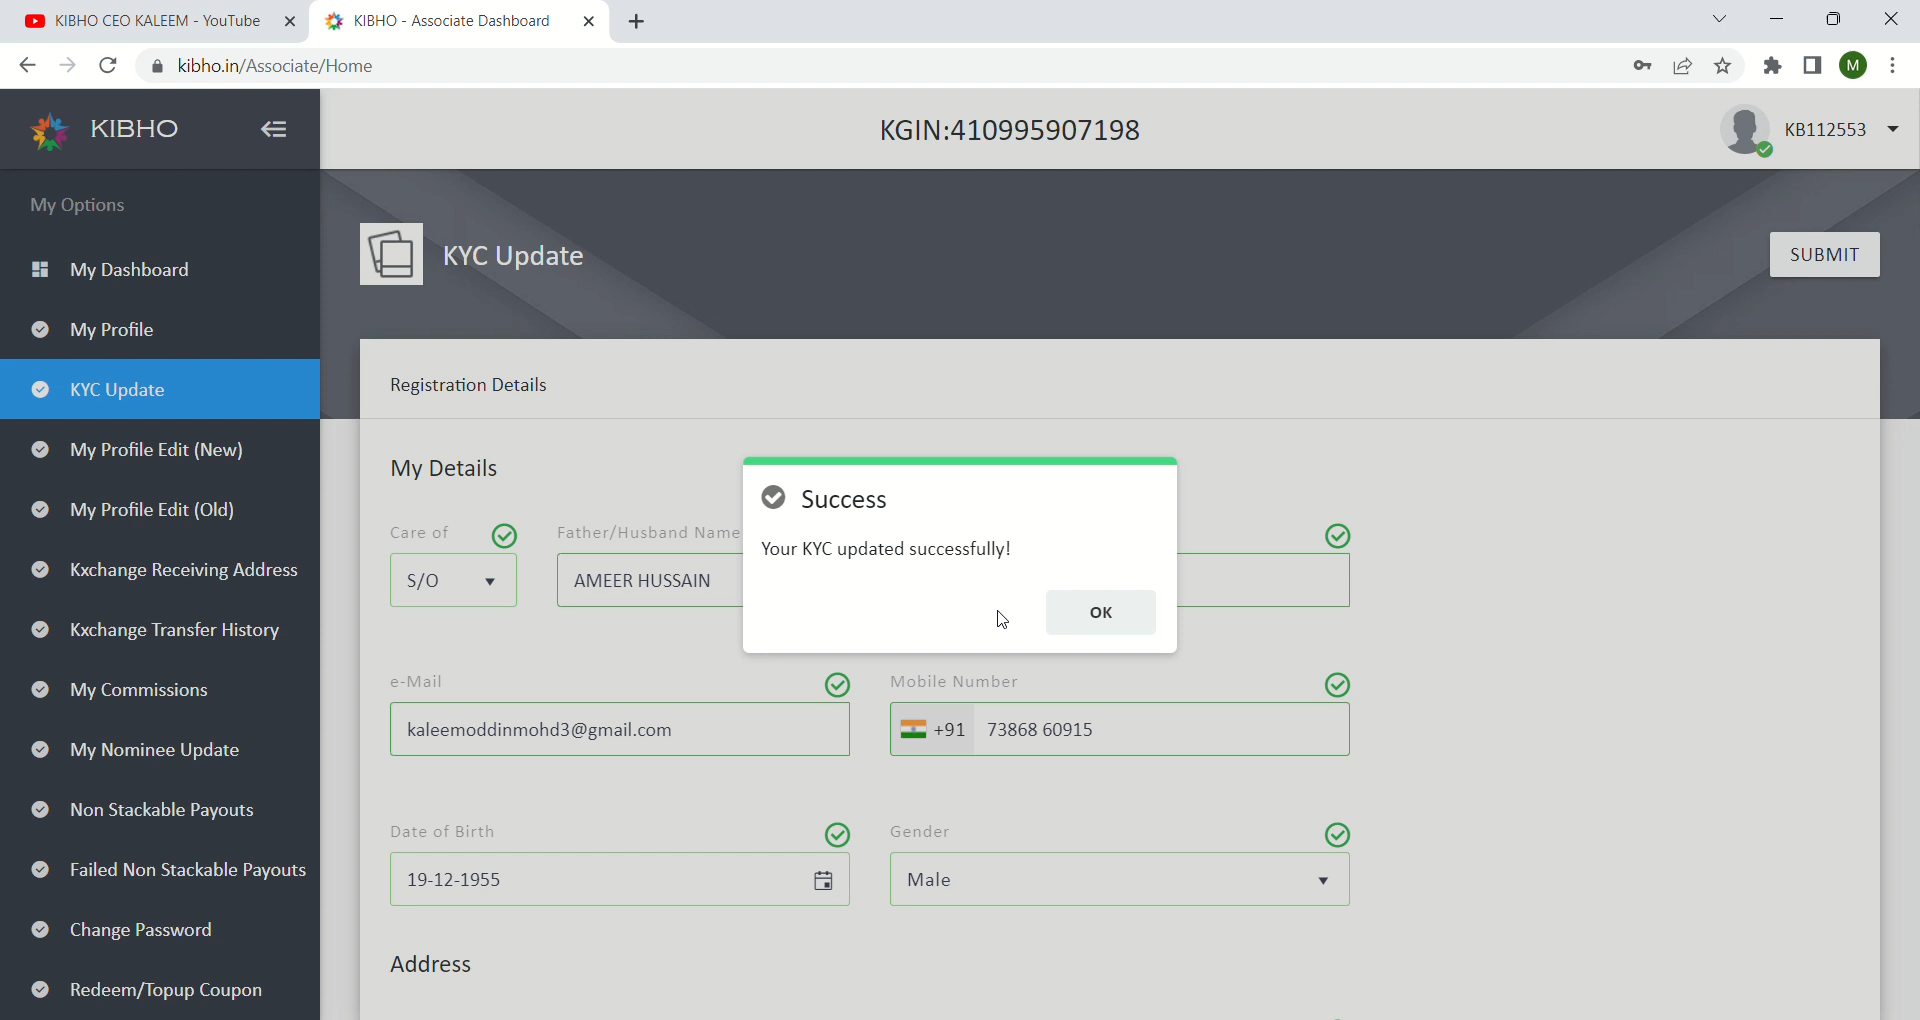 KIBHO CEO KALEEM - YouTube
KIBHO - Associate Dashboard
kibho.in/Associate/Home
M
KIBHO
KGIN:410995907198
KB112553
My Options
My Dashboard
My Profile
KYC Update
My Profile Edit (New)
My Profile Edit (Old)
Kxchange Receiving Address
Kxchange Transfer History
My Commissions
My Nominee Update
Non Stackable Payouts
Failed Non Stackable Payouts
Change Password
Redeem/Topup Coupon
KYC Update
SUBMIT
Registration Details
My Details
Care of
Father/Husband Name
S/O
AMEER HUSSAIN
Success
Your KYC updated successfully!
OK
e-Mail
Mobile Number
kaleemoddinmohd3@gmail.com
+91 73868 60915
Date of Birth
Gender
19-12-1955
Male
Address